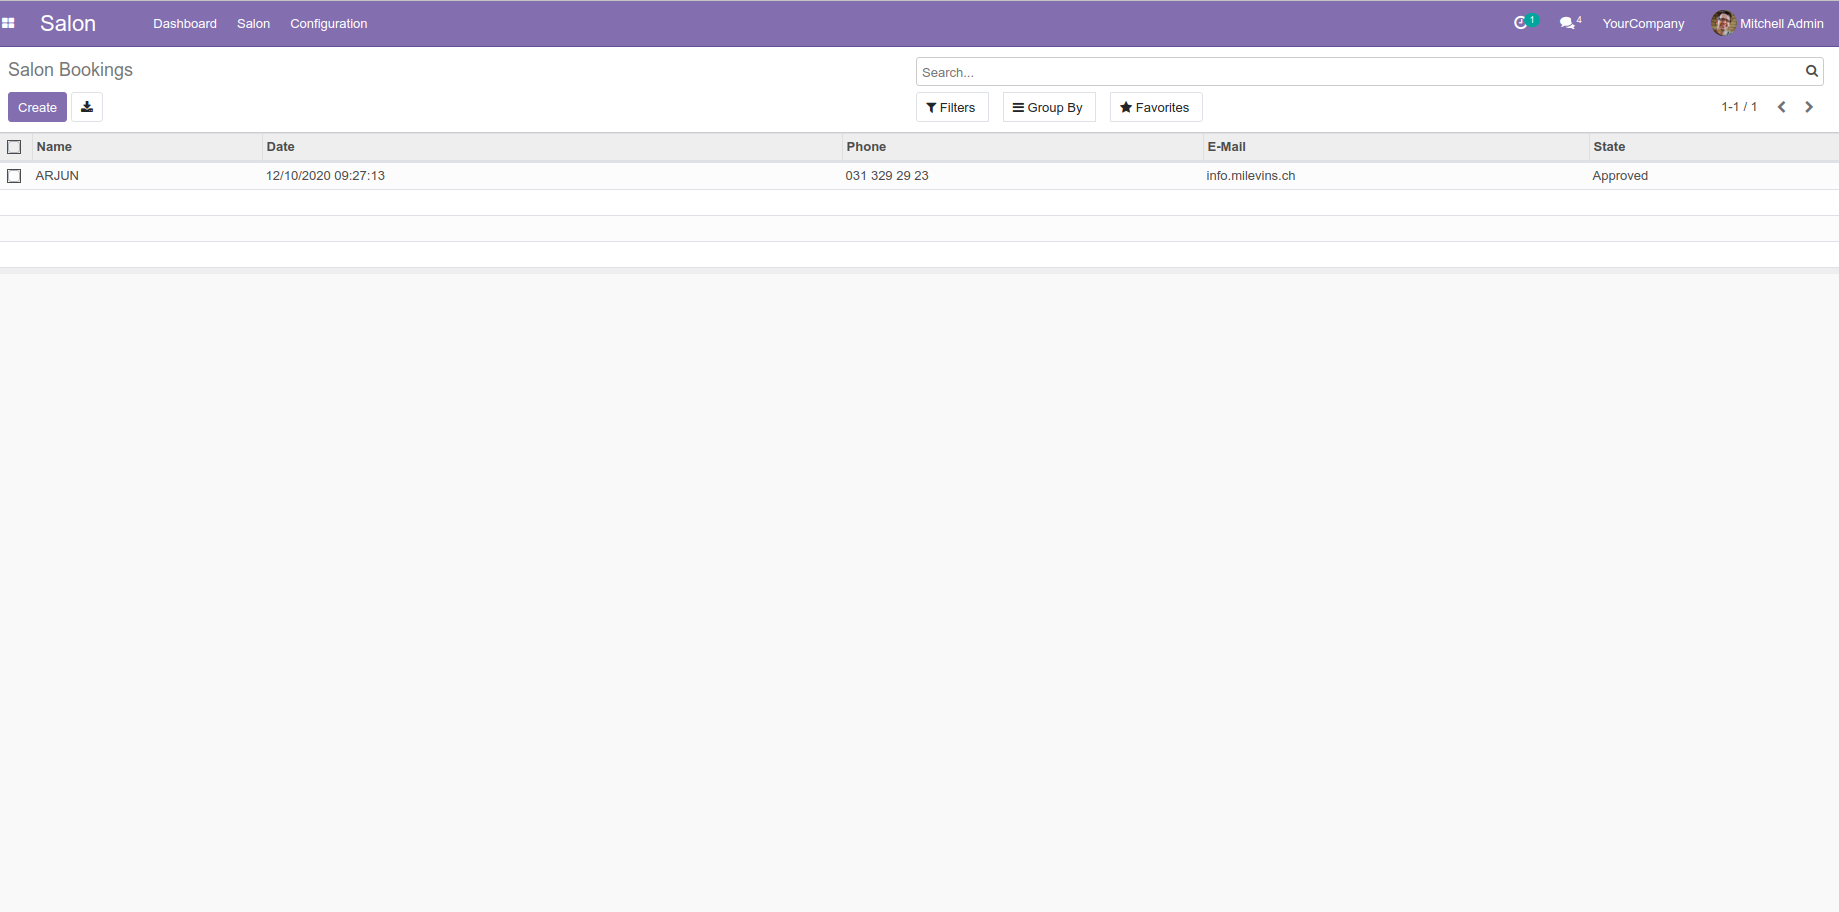 Salon Dashboard Salon Configuration 1 4 YourCompany Mitchell Admin
Salon Bookings
Search...
Create Filters Group By Favorites 1-1 / 1
Name Date Phone E-Mail State
ARJUN 12/10/2020 09:27:13 031 329 29 23 info.milevins.ch Approved